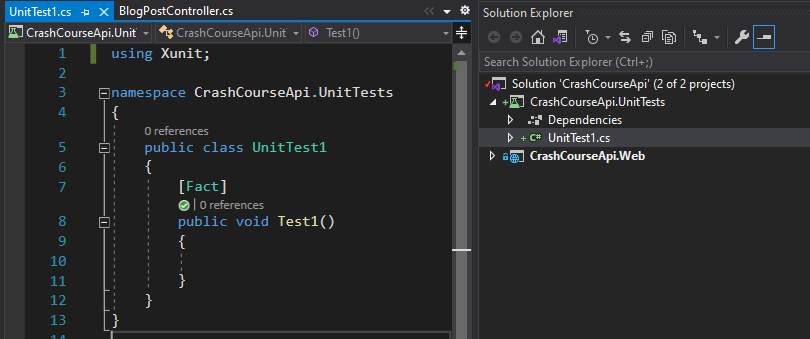 UnitTest1.cs
BlogPostController.cs
CrashCourseApi.Unit
CrashCourseApi.Unit
Test1()
1 using Xunit;
2
3 namespace CrashCourseApi.UnitTests
4 {
0 references
5 public class UnitTest1
6 {
7 [Fact]
0 references
8 public void Test1()
9 {
10
11 }
12 }
13 }
14
Solution Explorer
Search Solution Explorer (Ctrl+;)
Solution 'CrashCourseApi' (2 of 2 projects)
CrashCourseApi.UnitTests
Dependencies
C# UnitTest1.cs
CrashCourseApi.Web